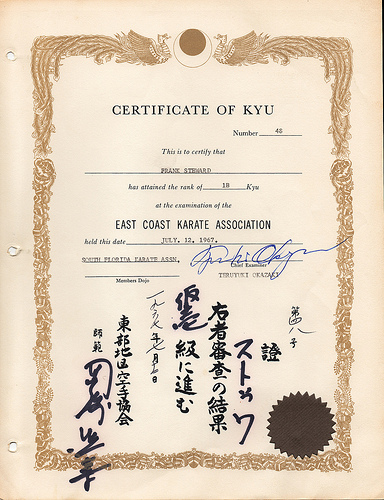 CERTIFICATE OF KYU
Number 48
This is to certify that
FRANK STEWARD
has attained the rank of 1B Kyu
at the examination of the
EAST COAST KARATE ASSOCIATION
held this date JULY. 12, 1967.
SOUTH FLORIDA KARATE ASSN.
Members Dojo
Chief Examiner
TERUYUKI OKAZAKI
第四八号
證
ストワ
右者審査の結果
級に進む
一九六七年七月十二日
東部地区空手協会
師範